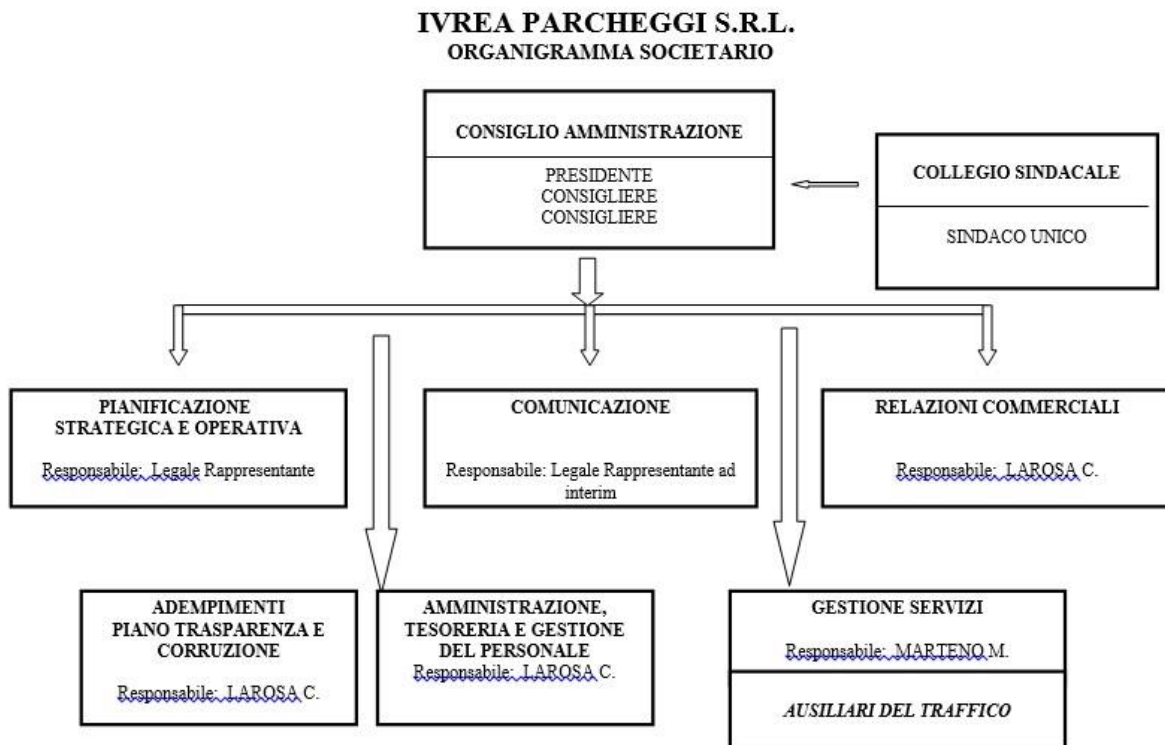 IVREA PARCHEGGI S.R.L.
ORGANIGRAMMA SOCIETARIO
CONSIGLIO AMMINISTRAZIONE
PRESIDENTE
CONSIGLIERE
CONSIGLIERE
COLLEGIO SINDACALE
SINDACO UNICO
PIANIFICAZIONE
STRATEGICA E OPERATIVA
Responsabile: Legale Rappresentante
COMUNICAZIONE
Responsabile: Legale Rappresentante ad
interim
RELAZIONI COMMERCIALI
Responsabile: LAROSA C.
ADEMPIMENTI
PIANO TRASPARENZA E
CORRUZIONE
Responsabile: LAROSA C.
AMMINISTRAZIONE,
TESORERIA E GESTIONE
DEL PERSONALE
Responsabile: LAROSA C.
GESTIONE SERVIZI
Responsabile: MARTENO M.
AUSILIARI DEL TRAFFICO